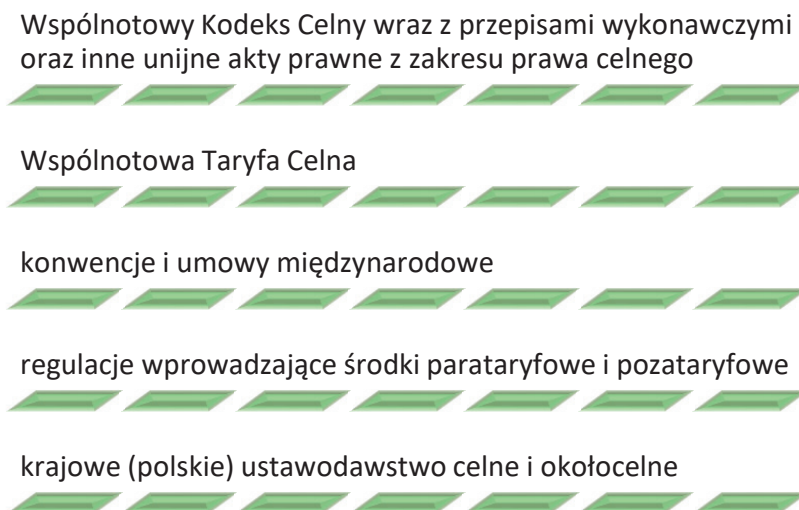 Wspólnotowy Kodeks Celny wraz z przepisami wykonawczymi
oraz inne unijne akty prawne z zakresu prawa celnego
Wspólnotowa Taryfa Celna
konwencje i umowy międzynarodowe
regulacje wprowadzające środki parataryfowe i pozataryfowe
krajowe (polskie) ustawodawstwo celne i okołocelne